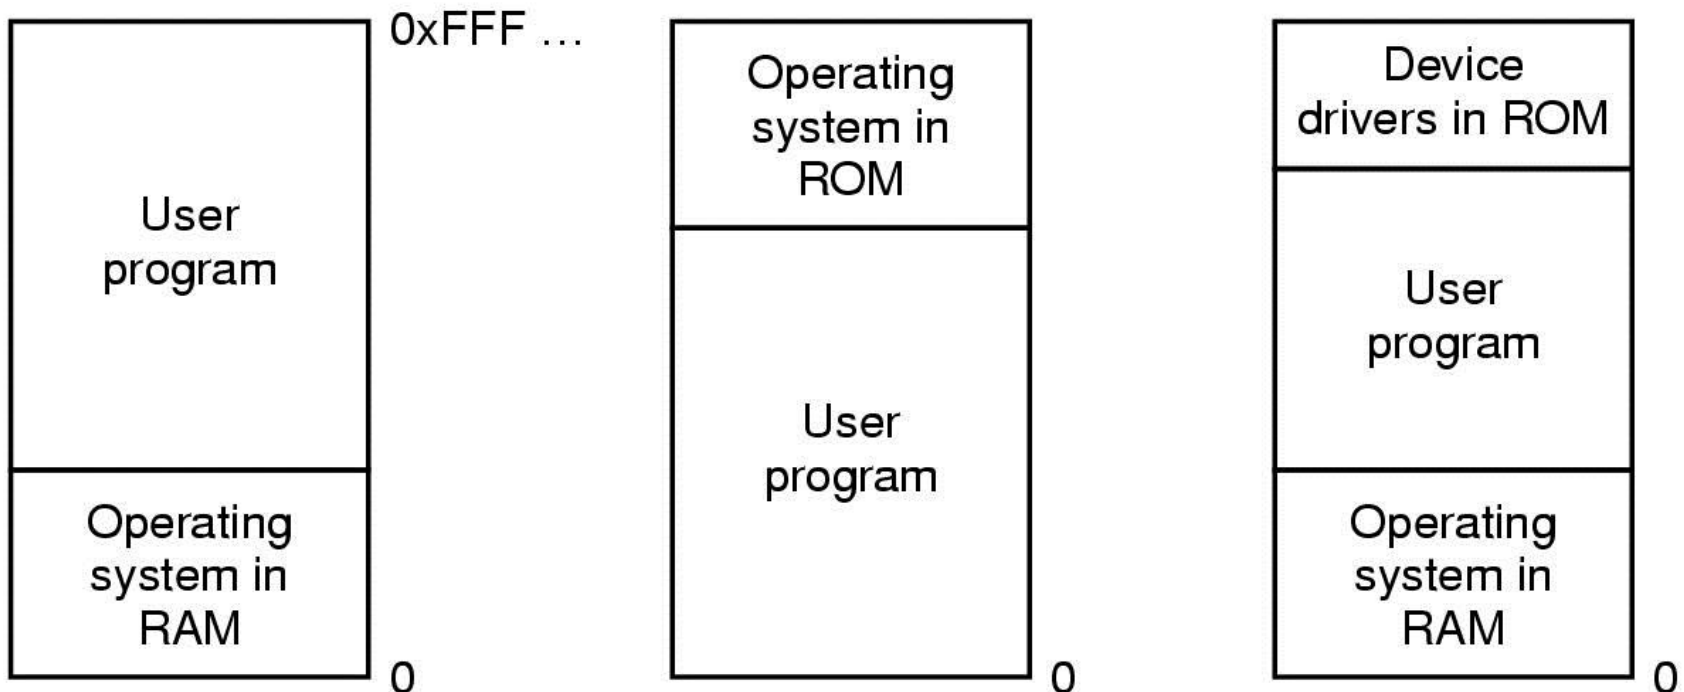 0xFFF …
User
program
Operating
system in
RAM
0
Operating
system in
ROM
User
program
0
Device
drivers in ROM
User
program
Operating
system in
RAM
0